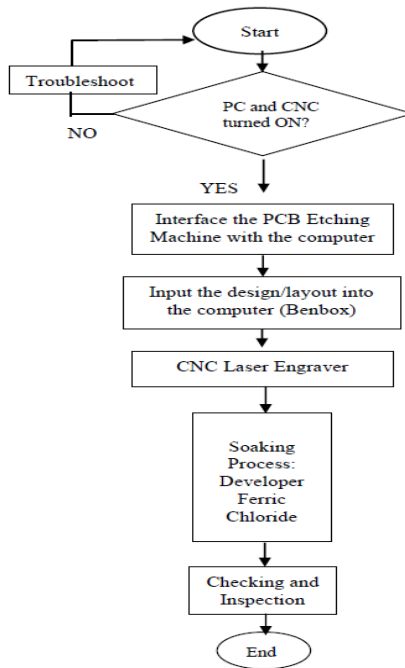 Start
Troubleshoot
PC and CNC
turned ON?
NO
YES
Interface the PCB Etching
Machine with the computer
Input the design/layout into
the computer (Benbox)
CNC Laser Engraver
Soaking
Process:
Developer
Ferric
Chloride
Checking and
Inspection
End